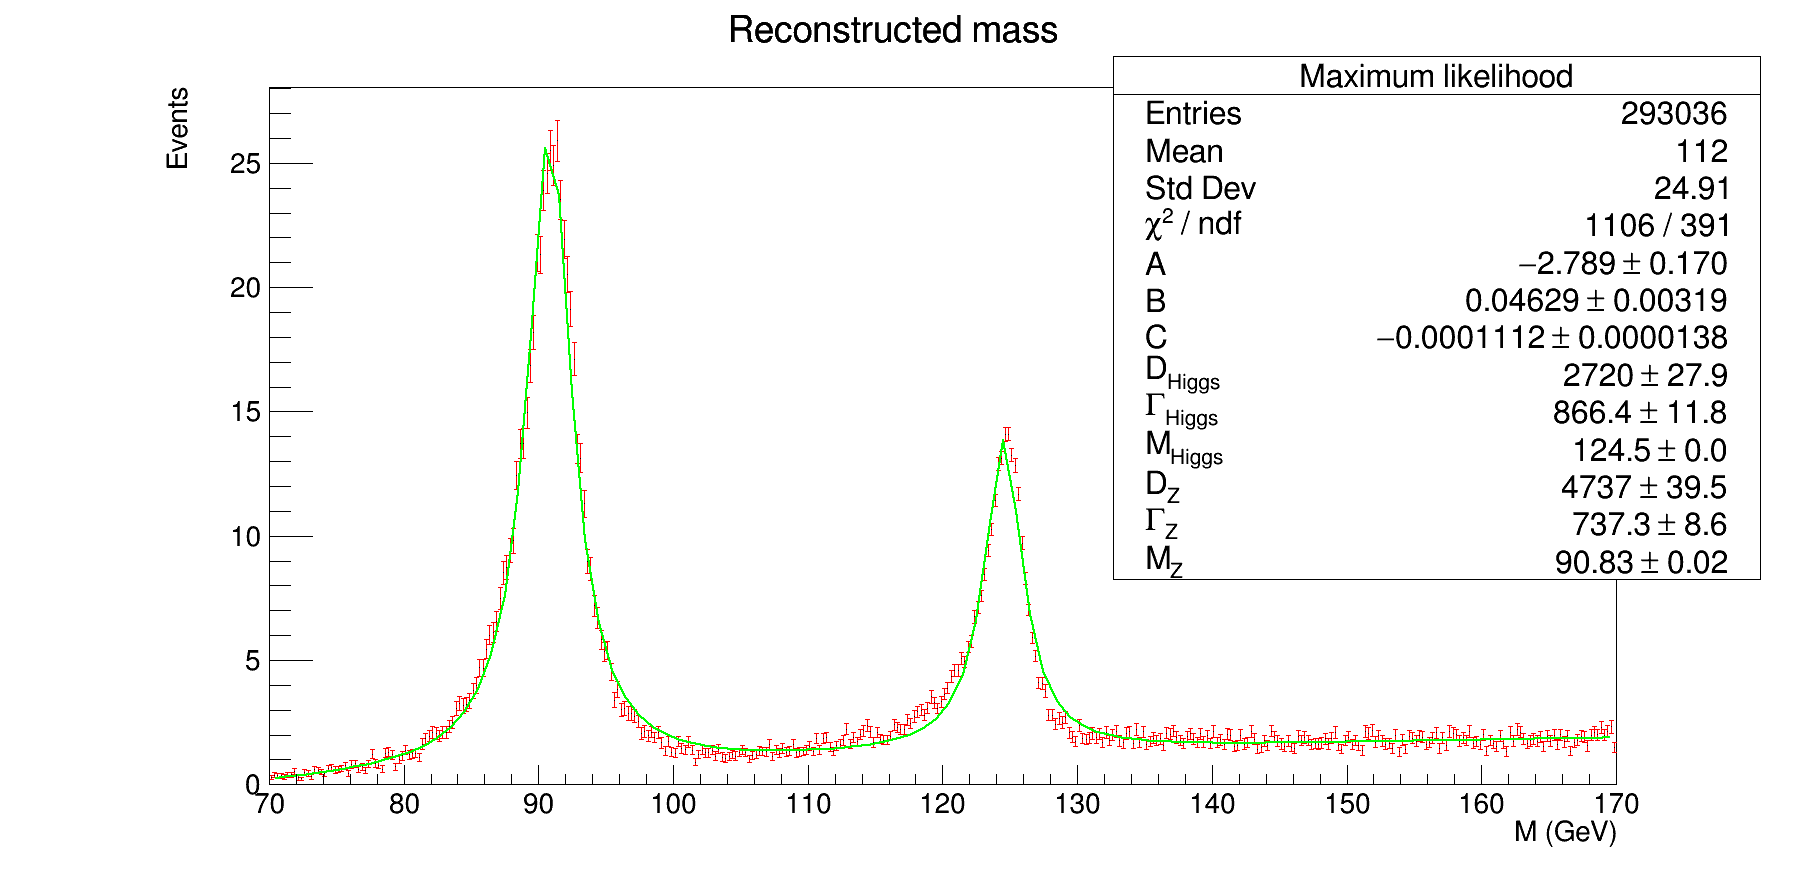 Reconstructed mass
Events
Maximum likelihood
Entries 293036
Mean 112
Std Dev 24.91
χ² / ndf 1106 / 391
A −2.789 ± 0.170
B 0.04629 ± 0.00319
C −0.0001112 ± 0.0000138
D_Higgs 2720 ± 27.9
Γ_Higgs 866.4 ± 11.8
M_Higgs 124.5 ± 0.0
D_Z 4737 ± 39.5
Γ_Z 737.3 ± 8.6
M_Z 90.83 ± 0.02
25
20
15
10
5
0
70 80 90 100 110 120 130 140 150 160 170
M (GeV)